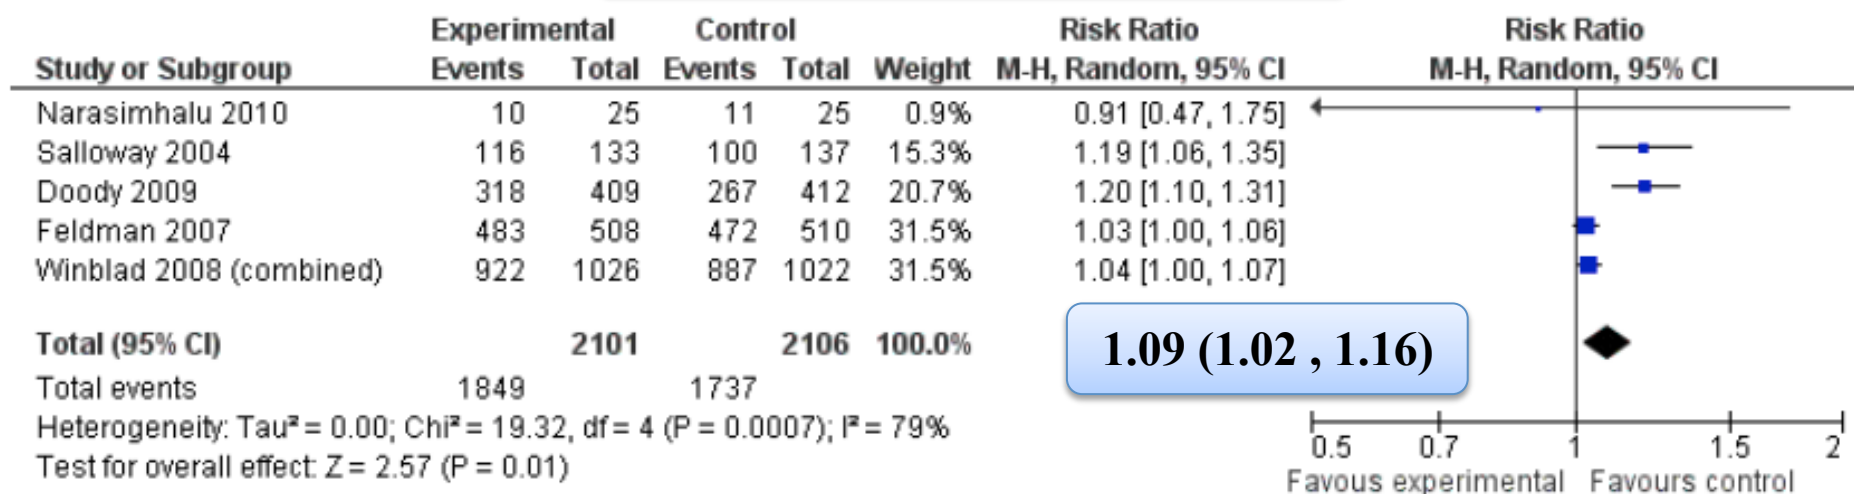 Experimental Control Risk Ratio Risk Ratio
Study or Subgroup Events Total Events Total Weight M-H, Random, 95% CI M-H, Random, 95% CI
Narasimhalu 2010 10 25 11 25 0.9% 0.91 [0.47, 1.75]
Salloway 2004 116 133 100 137 15.3% 1.19 [1.06, 1.35]
Doody 2009 318 409 267 412 20.7% 1.20 [1.10, 1.31]
Feldman 2007 483 508 472 510 31.5% 1.03 [1.00, 1.06]
Winblad 2008 (combined) 922 1026 887 1022 31.5% 1.04 [1.00, 1.07]
Total (95% CI) 2101 2106 100.0% 1.09 (1.02 , 1.16)
Total events 1849 1737
Heterogeneity: Tau² = 0.00; Chi² = 19.32, df = 4 (P = 0.0007); I² = 79%
Test for overall effect: Z = 2.57 (P = 0.01)
0.5 0.7 1 1.5 2
Favous experimental Favours control